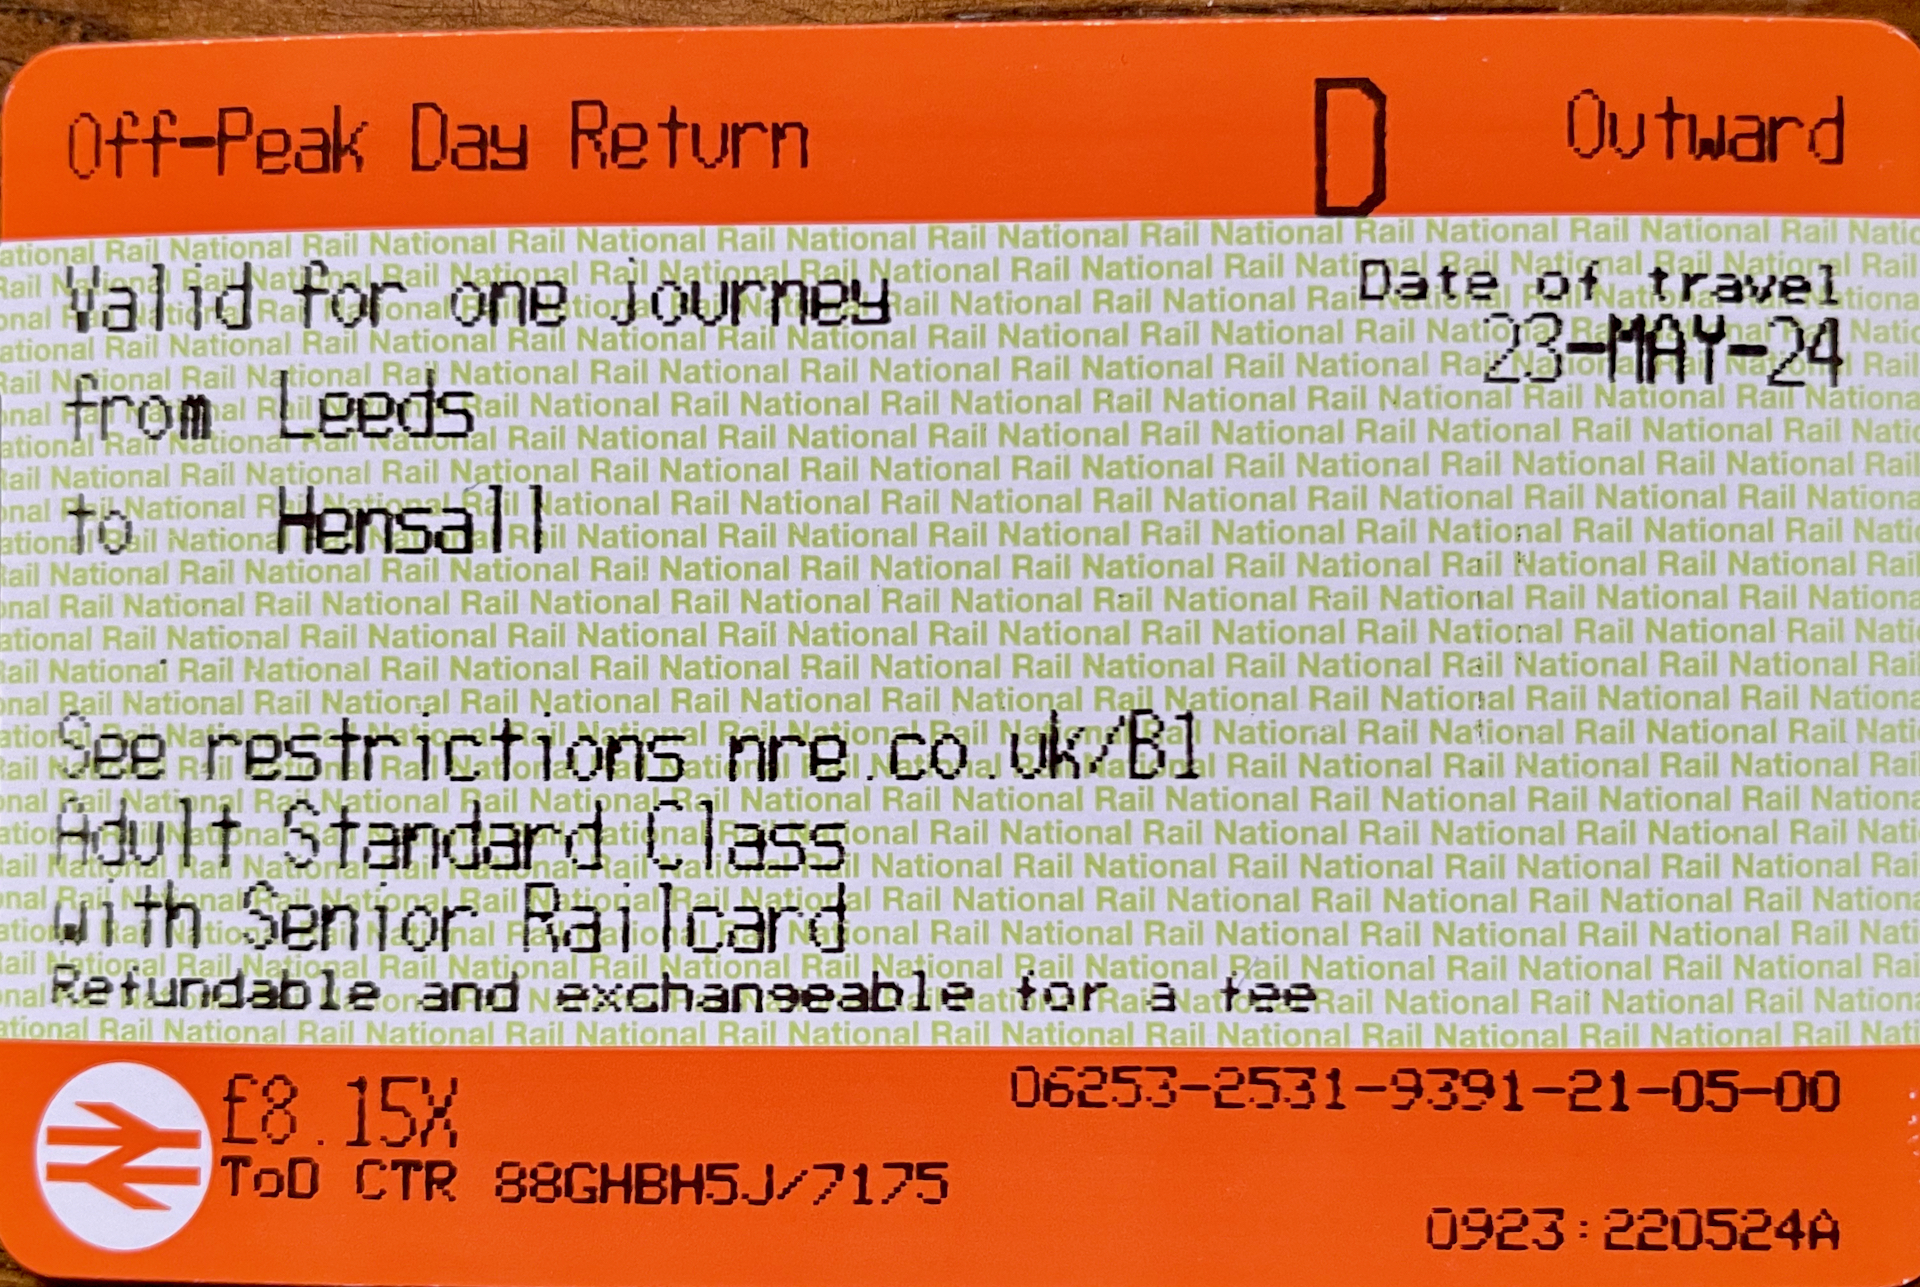 Off-Peak Day Return D Outward
Valid for one journey Date of travel
23-MAY-24
from Leeds
to Hensall
See restrictions nre.co.uk/B1
Adult Standard Class
with Senior Railcard
Refundable and exchangeable for a fee
£8.15X 06253-2531-9391-21-05-00
ToD CTR 88GHBH5J/7175
0923:220524A